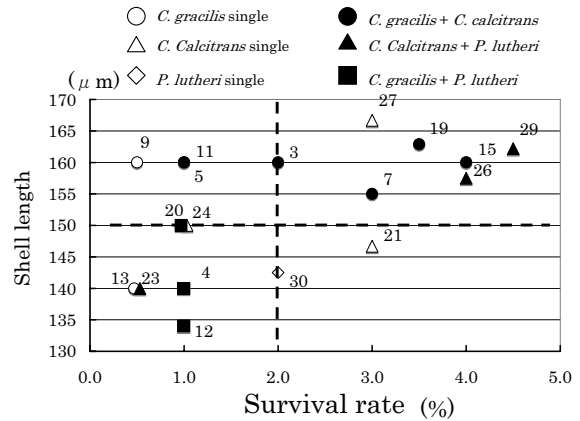 C. gracilis single
C. gracilis + C. calcitrans
C. Calcitrans single
C. Calcitrans + P. lutheri
P. lutheri single
C. gracilis + P. lutheri
(μm)
170
165
160
155
150
145
140
135
130
Shell length
27
19
29
9
11
3
15
5
7
26
20
24
21
13
23
4
30
12
0.0 1.0 2.0 3.0 4.0 5.0
Survival rate (%)